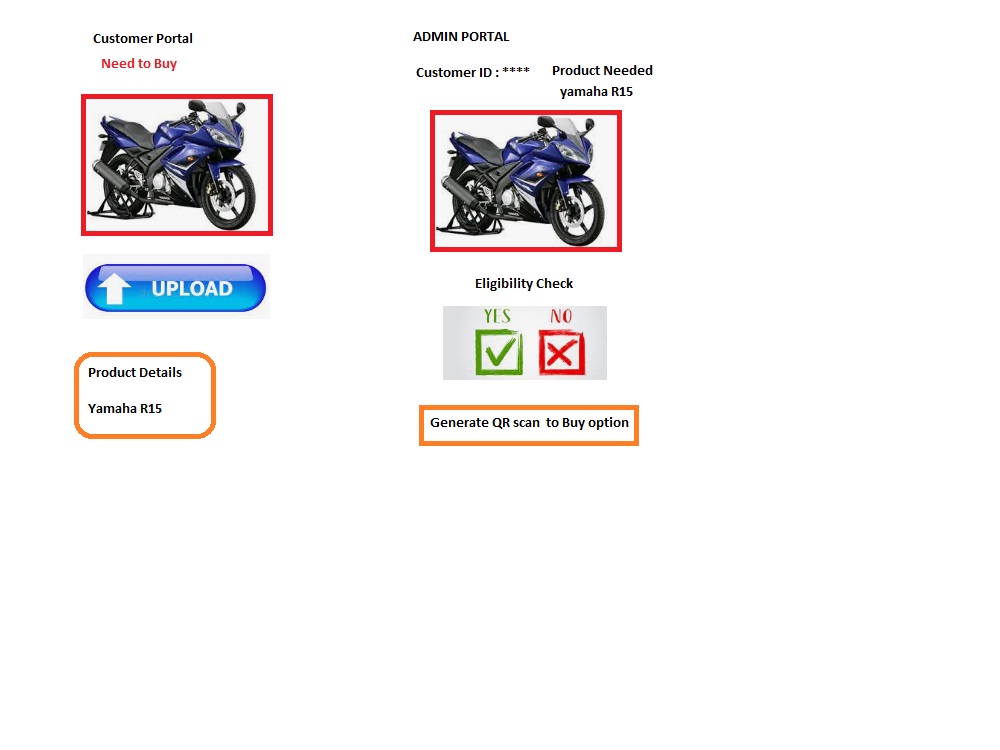 Customer Portal
Need to Buy
UPLOAD
Product Details
Yamaha R15
ADMIN PORTAL
Customer ID : ****
Product Needed
yamaha R15
Eligibility Check
YES NO
Generate QR scan  to Buy option